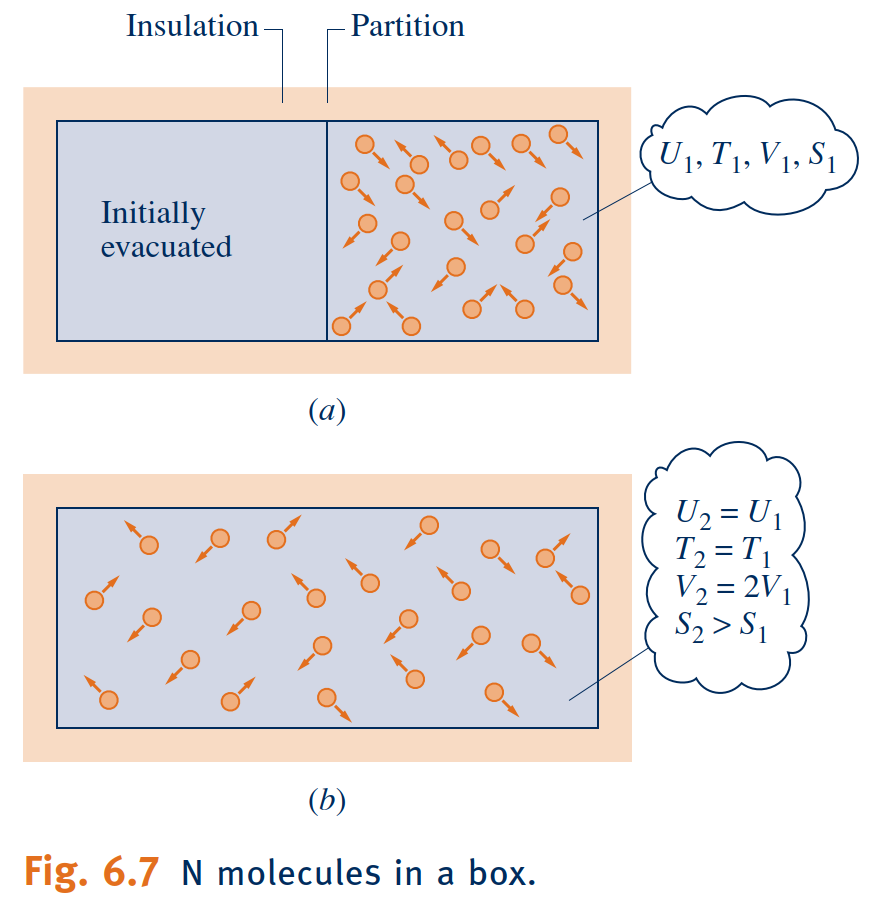 Insulation
Partition
Initially
evacuated
U₁, T₁, V₁, S₁
(a)
U₂ = U₁
T₂ = T₁
V₂ = 2V₁
S₂ > S₁
(b)
Fig. 6.7 N molecules in a box.